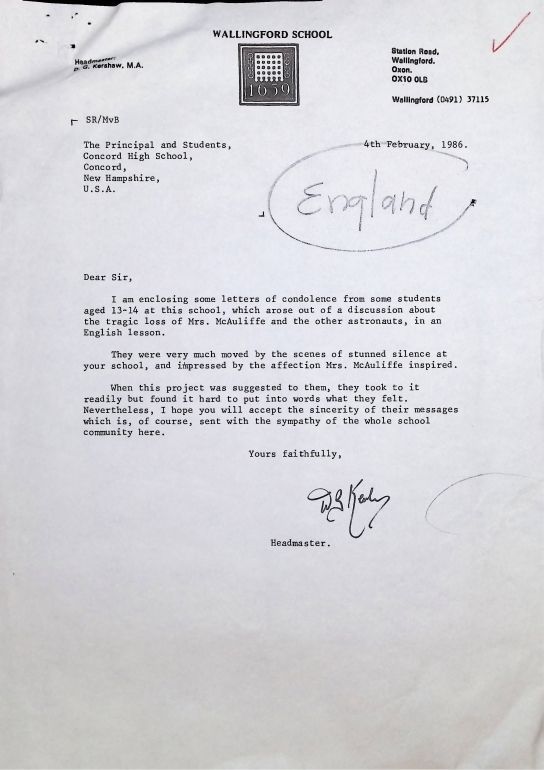 WALLINGFORD SCHOOL
Headmaster:
D. G. Kershaw, M.A.
1659
Station Road,
Wallingford.
Oxon.
OX10 0LB
Wallingford (0491) 37115
SR/MvB
The Principal and Students,
Concord High School,
Concord,
New Hampshire,
U.S.A.
4th February, 1986.
England
Dear Sir,
I am enclosing some letters of condolence from some students
aged 13-14 at this school, which arose out of a discussion about
the tragic loss of Mrs. McAuliffe and the other astronauts, in an
English lesson.
They were very much moved by the scenes of stunned silence at
your school, and impressed by the affection Mrs. McAuliffe inspired.
When this project was suggested to them, they took to it
readily but found it hard to put into words what they felt.
Nevertheless, I hope you will accept the sincerity of their messages
which is, of course, sent with the sympathy of the whole school
community here.
Yours faithfully,
DG Kershaw
Headmaster.